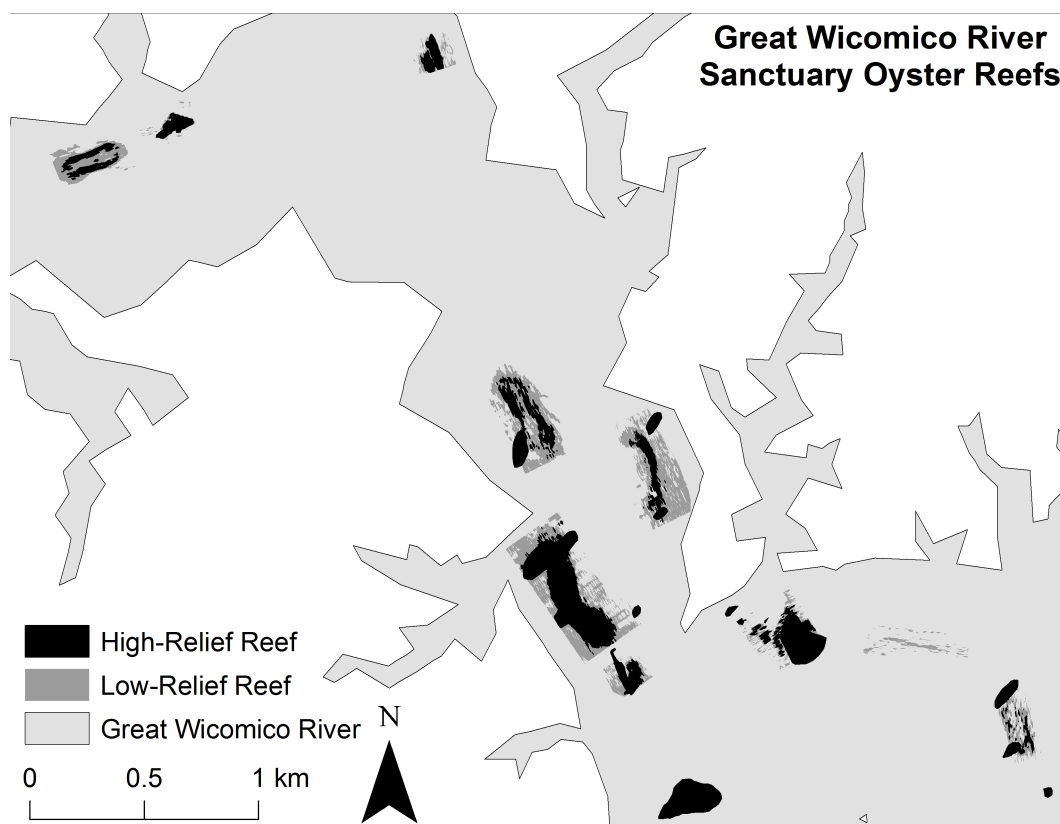 Great Wicomico River
Sanctuary Oyster Reefs
High-Relief Reef
Low-Relief Reef
Great Wicomico River
N
0 0.5 1 km